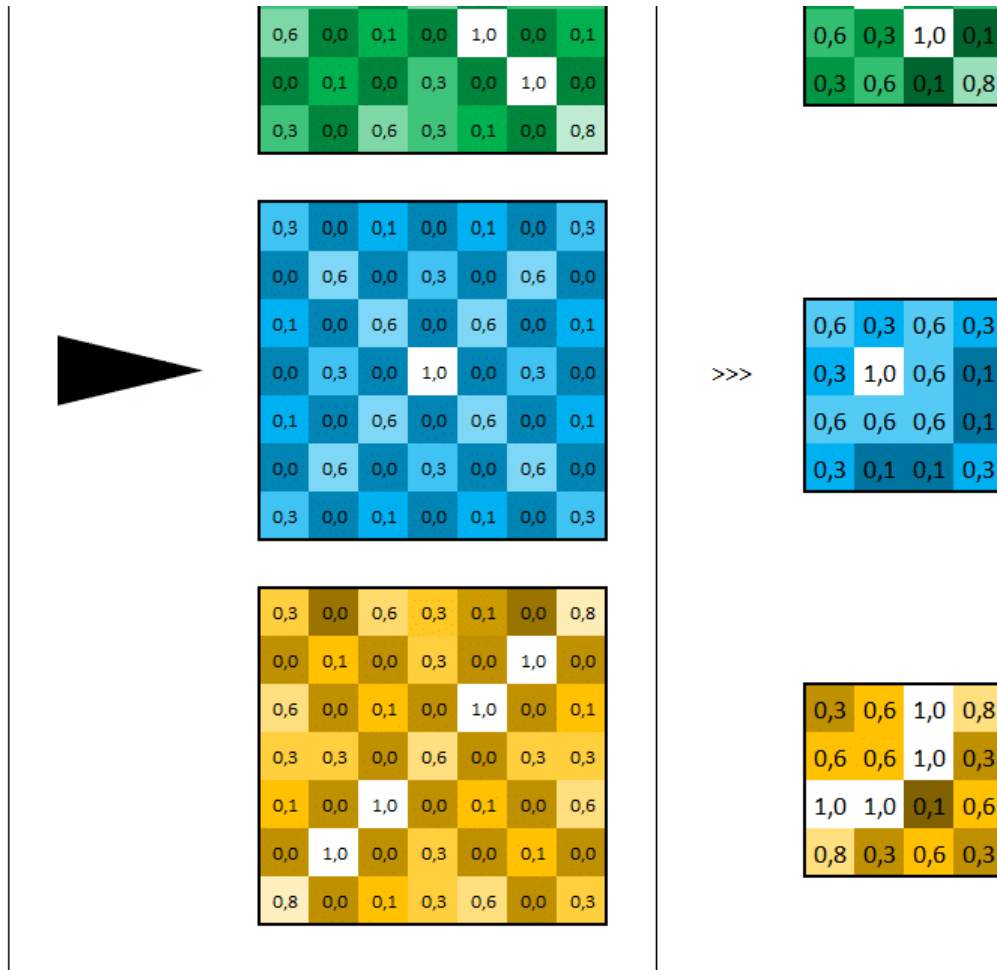 0,6 0,0 0,1 0,0 1,0 0,0 0,1
0,0 0,1 0,0 0,3 0,0 1,0 0,0
0,3 0,0 0,6 0,3 0,1 0,0 0,8
0,6 0,3 1,0 0,1
0,3 0,6 0,1 0,8
0,3 0,0 0,1 0,0 0,1 0,0 0,3
0,0 0,6 0,0 0,3 0,0 0,6 0,0
0,1 0,0 0,6 0,0 0,6 0,0 0,1
0,0 0,3 0,0 1,0 0,0 0,3 0,0
0,1 0,0 0,6 0,0 0,6 0,0 0,1
0,0 0,6 0,0 0,3 0,0 0,6 0,0
0,3 0,0 0,1 0,0 0,1 0,0 0,3
>>>
0,6 0,3 0,6 0,3
0,3 1,0 0,6 0,1
0,6 0,6 0,6 0,1
0,3 0,1 0,1 0,3
0,3 0,0 0,6 0,3 0,1 0,0 0,8
0,0 0,1 0,0 0,3 0,0 1,0 0,0
0,6 0,0 0,1 0,0 1,0 0,0 0,1
0,3 0,3 0,0 0,6 0,0 0,3 0,3
0,1 0,0 1,0 0,0 0,1 0,0 0,6
0,0 1,0 0,0 0,3 0,0 0,1 0,0
0,8 0,0 0,1 0,3 0,6 0,0 0,3
0,3 0,6 1,0 0,8
0,6 0,6 1,0 0,3
1,0 1,0 0,1 0,6
0,8 0,3 0,6 0,3